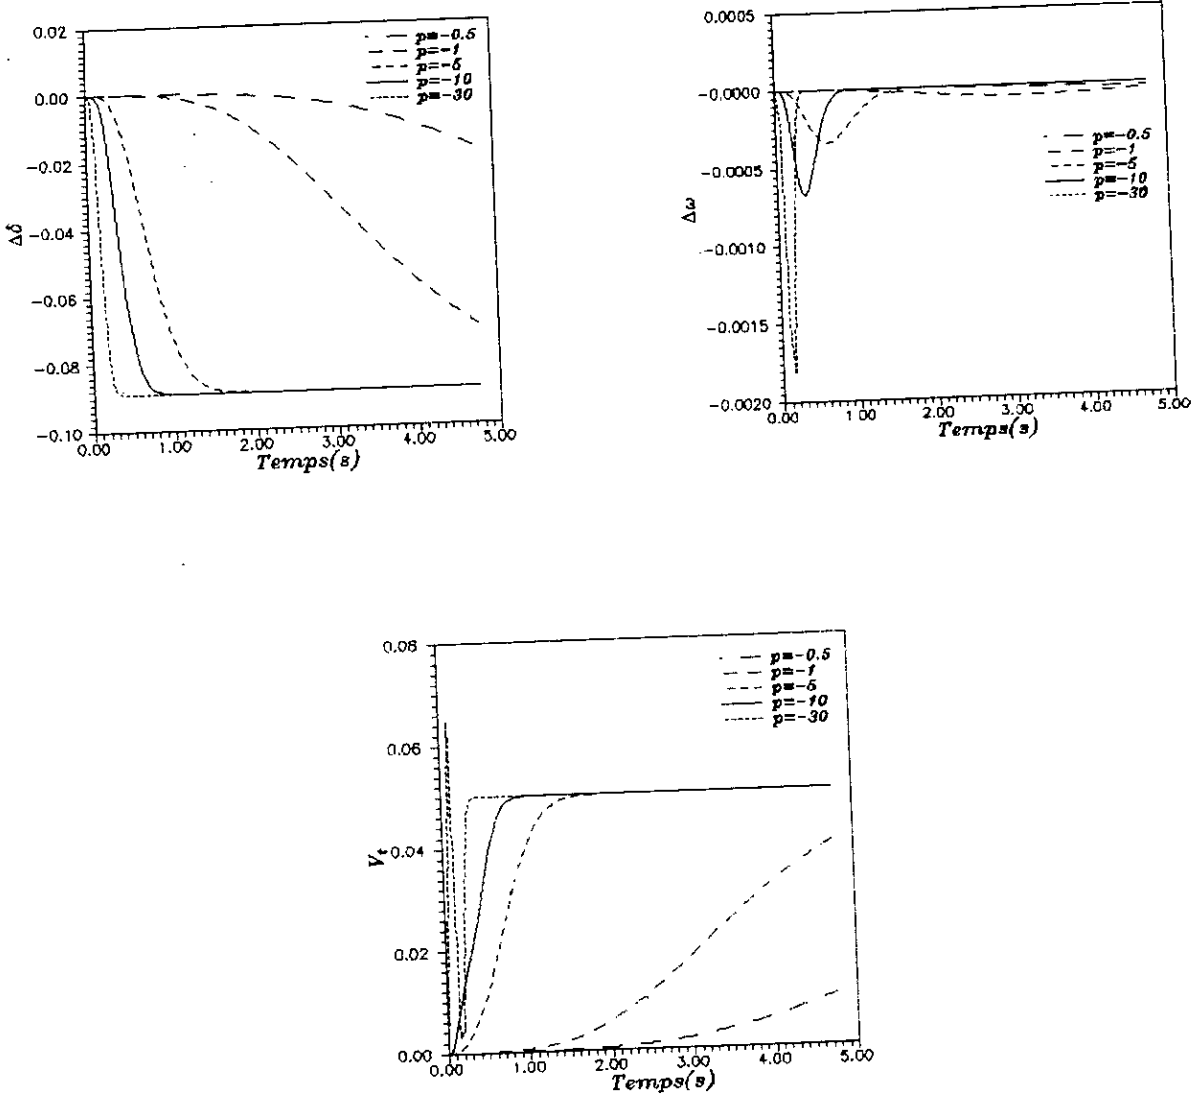 0.02
0.00
−0.02
−0.04
−0.06
−0.08
−0.10
Δδ
p=−0.5
p=−1
p=−5
p=−10
p=−30
0.00 1.00 2.00 3.00 4.00 5.00
Temps(s)
0.0005
−0.0000
−0.0005
−0.0010
−0.0015
−0.0020
Δω
p=−0.5
p=−1
p=−5
p=−10
p=−30
0.00 1.00 2.00 3.00 4.00 5.00
Temps(s)
0.08
0.06
0.04
0.02
0.00
Vt
p=−0.5
p=−1
p=−5
p=−10
p=−30
0.00 1.00 2.00 3.00 4.00 5.00
Temps(s)